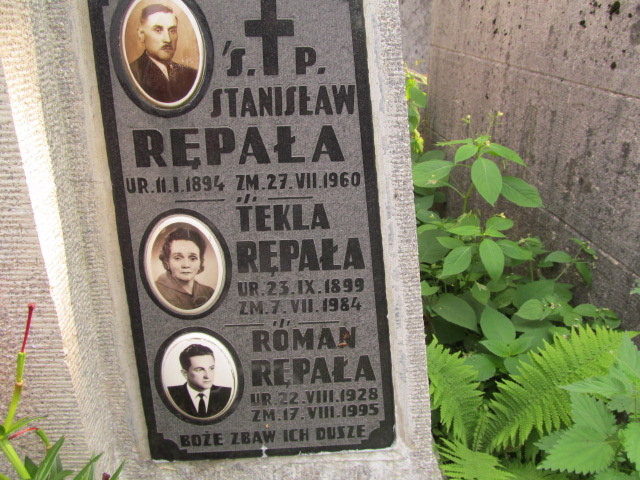 Ś. P.
STANISŁAW
RĘPAŁA
UR. 11. I. 1894 ZM. 27. VII. 1960
TEKLA
RĘPAŁA
UR. 23. IX. 1899
ZM. 7. VII. 1984
ROMAN
RĘPAŁA
UR. 22. VIII. 1928
ZM. 17. VIII. 1995
BOŻE ZBAW ICH DUSZE